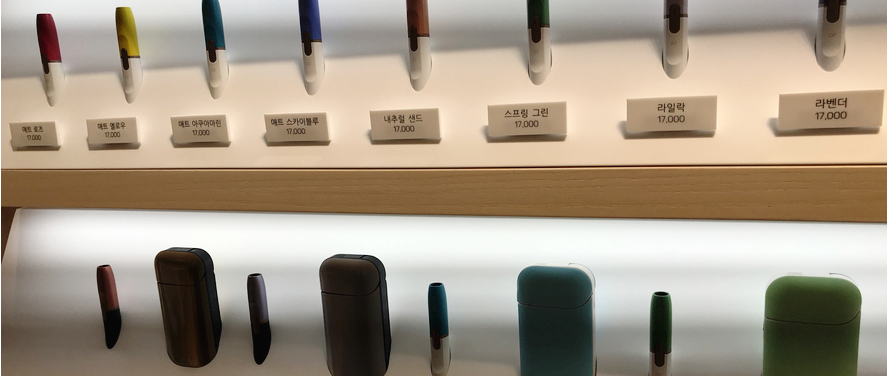 매트 로즈
17,000
매트 옐로우
17,000
매트 아쿠아마린
17,000
매트 스카이블루
17,000
내추럴 샌드
17,000
스프링 그린
17,000
라일락
17,000
라벤더
17,000